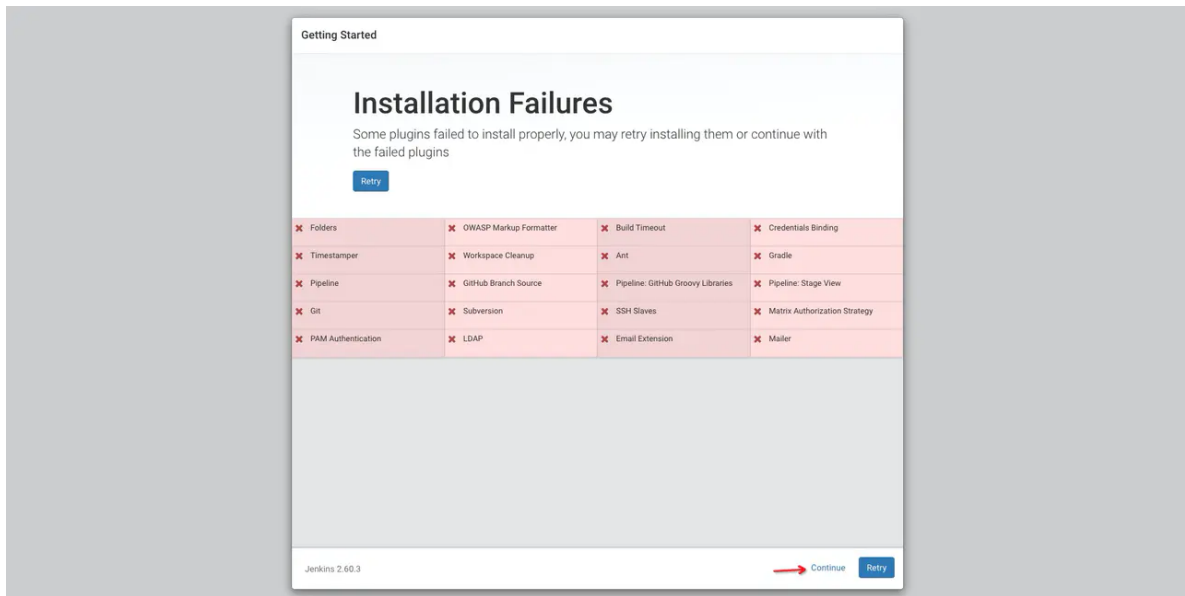 Getting Started
Installation Failures
Some plugins failed to install properly, you may retry installing them or continue with
the failed plugins
Retry
Folders
OWASP Markup Formatter
Build Timeout
Credentials Binding
Timestamper
Workspace Cleanup
Ant
Gradle
Pipeline
GitHub Branch Source
Pipeline: GitHub Groovy Libraries
Pipeline: Stage View
Git
Subversion
SSH Slaves
Matrix Authorization Strategy
PAM Authentication
LDAP
Email Extension
Mailer
Jenkins 2.60.3
Continue
Retry